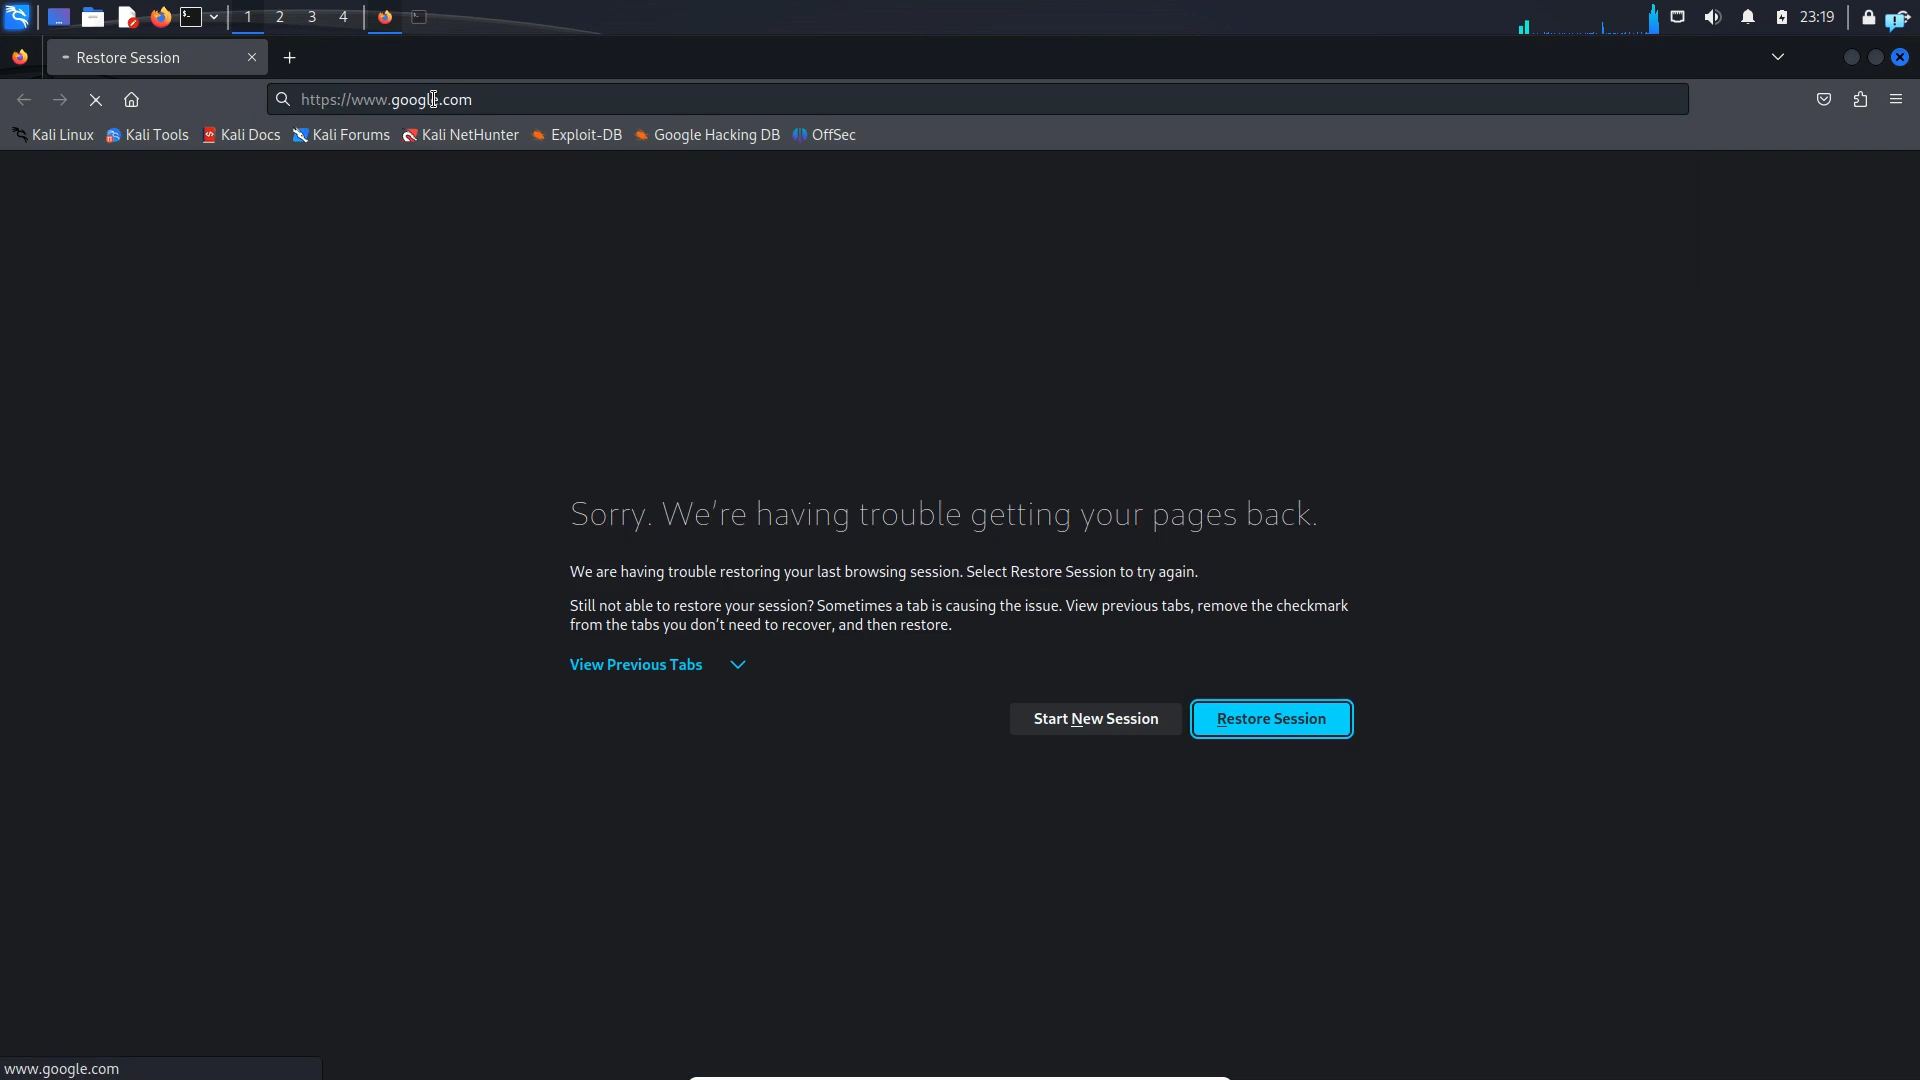 1 2 3 4 23:19
Restore Session
https://www.google.com
Kali Linux Kali Tools Kali Docs Kali Forums Kali NetHunter Exploit-DB Google Hacking DB OffSec
Sorry. We're having trouble getting your pages back.
We are having trouble restoring your last browsing session. Select Restore Session to try again.
Still not able to restore your session? Sometimes a tab is causing the issue. View previous tabs, remove the checkmark
from the tabs you don't need to recover, and then restore.
View Previous Tabs
Start New Session Restore Session
www.google.com